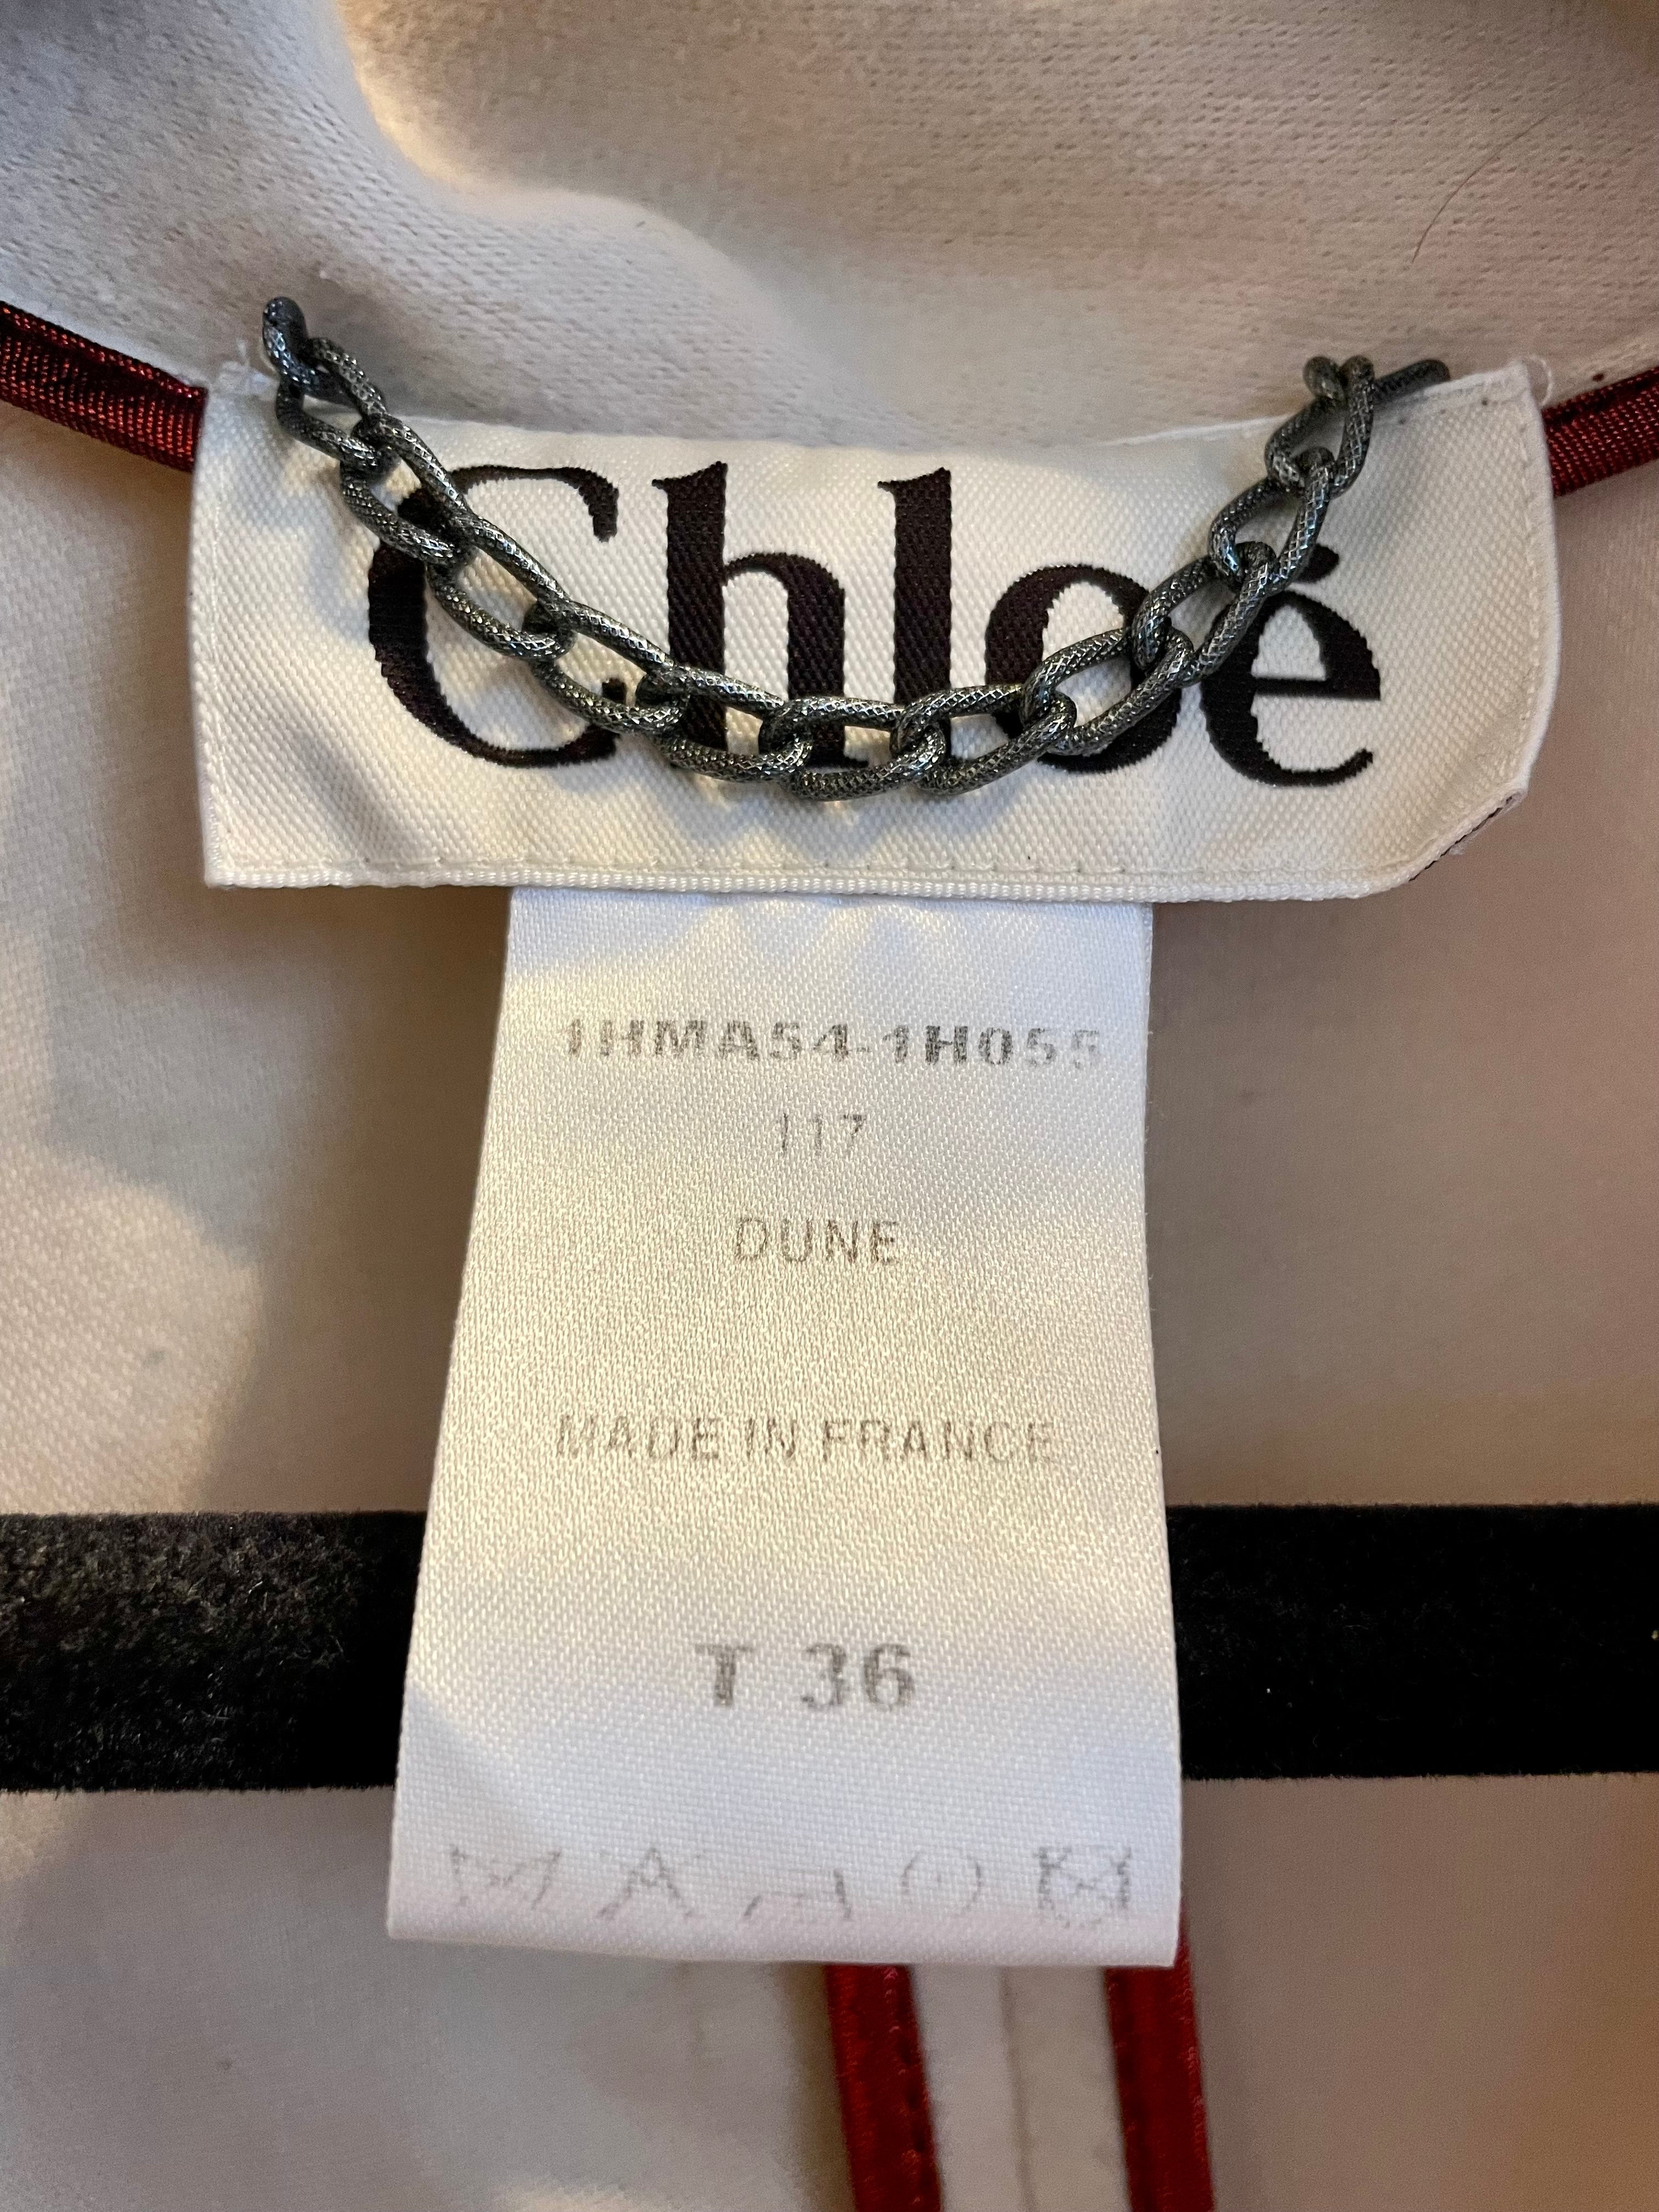 Chloé
1HMA54-1H055
117
DUNE
MADE IN FRANCE
T 36